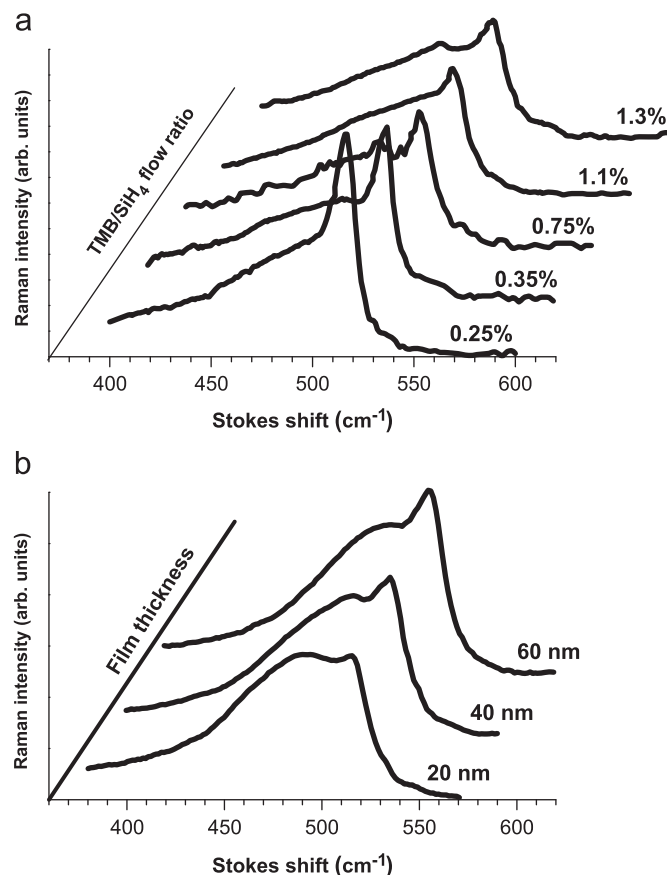 a
Raman intensity (arb. units)
TMB/SiH4 flow ratio
1.3%
1.1%
0.75%
0.35%
0.25%
400 450 500 550 600
Stokes shift (cm-1)
b
Raman intensity (arb. units)
Film thickness
60 nm
40 nm
20 nm
400 450 500 550 600
Stokes shift (cm-1)